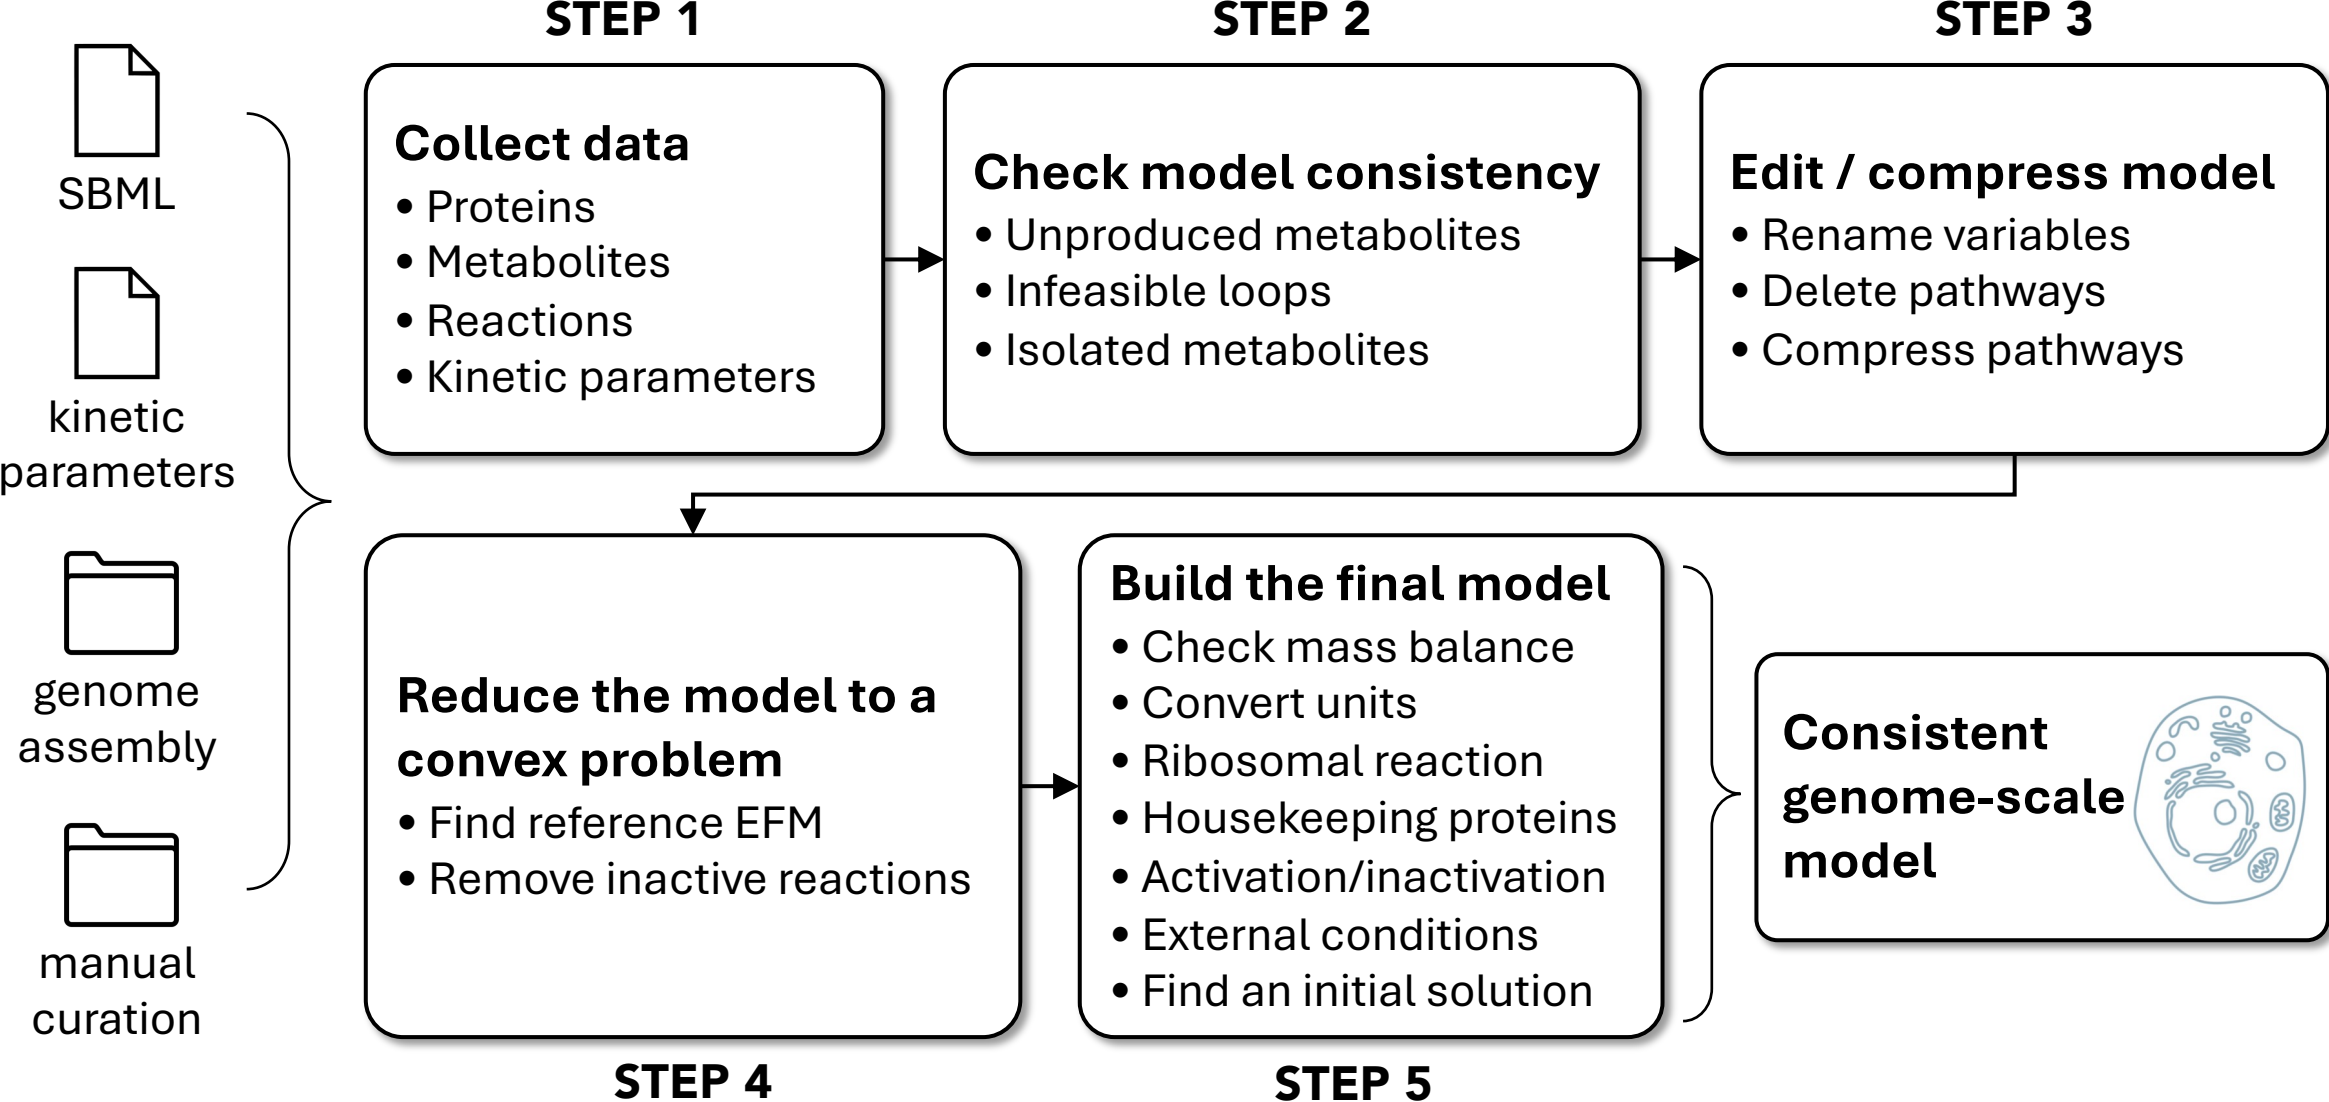 SBML
kinetic
parameters
genome
assembly
manual
curation
STEP 1
Collect data
• Proteins
• Metabolites
• Reactions
• Kinetic parameters
STEP 2
Check model consistency
• Unproduced metabolites
• Infeasible loops
• Isolated metabolites
STEP 3
Edit / compress model
• Rename variables
• Delete pathways
• Compress pathways
Reduce the model to a
convex problem
• Find reference EFM
• Remove inactive reactions
STEP 4
Build the final model
• Check mass balance
• Convert units
• Ribosomal reaction
• Housekeeping proteins
• Activation/inactivation
• External conditions
• Find an initial solution
STEP 5
Consistent
genome-scale
model